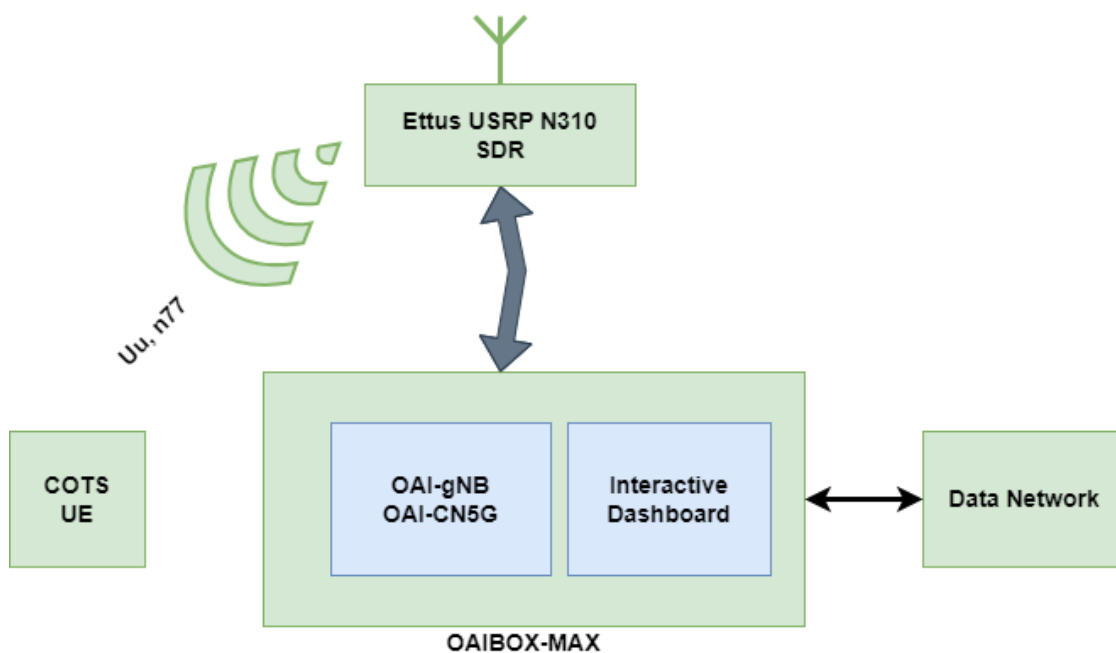 Ettus USRP N310
SDR
Uu, n77
COTS
UE
OAI-gNB
OAI-CN5G
Interactive
Dashboard
Data Network
OAIBOX-MAX